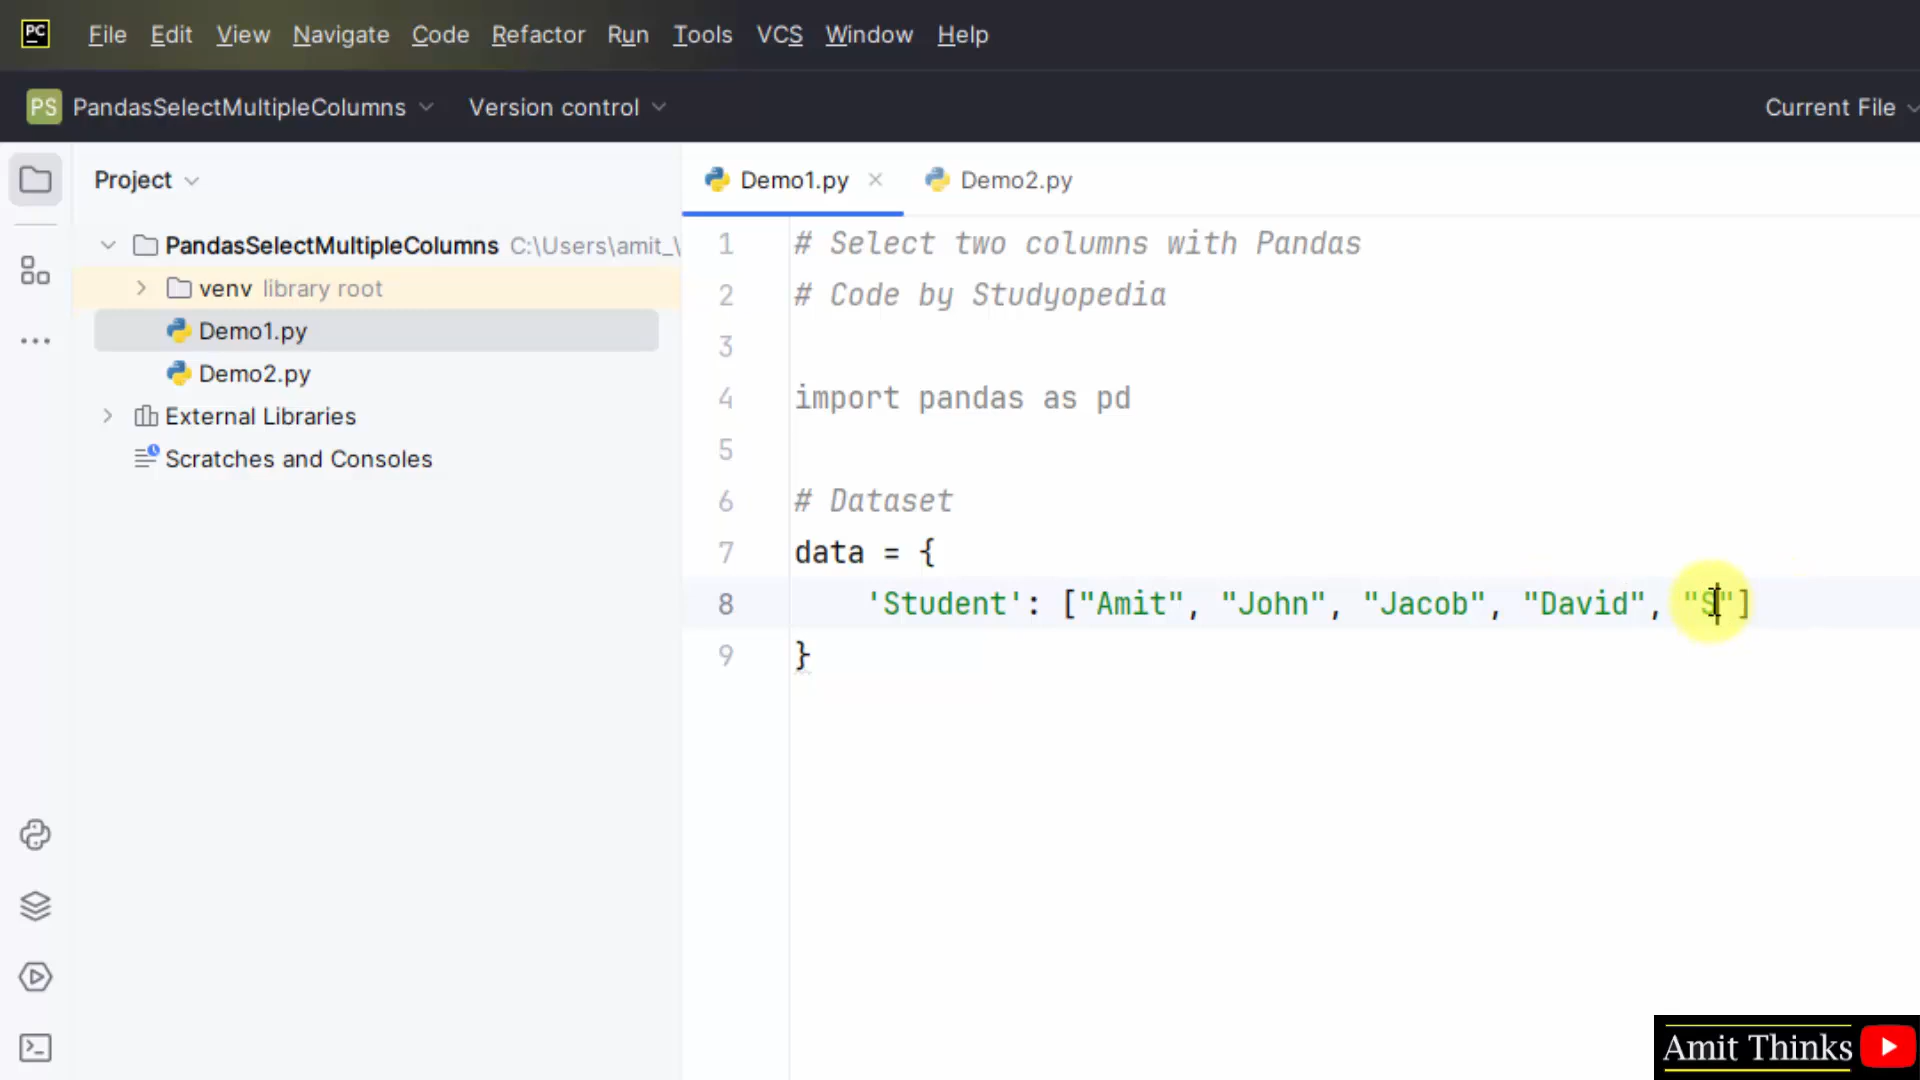 PC File Edit View Navigate Code Refactor Run Tools VCS Window Help
PS PandasSelectMultipleColumns Version control Current File
Project
Demo1.py Demo2.py
PandasSelectMultipleColumns C:\Users\amit_\
venv library root
Demo1.py
Demo2.py
External Libraries
Scratches and Consoles
1 # Select two columns with Pandas
2 # Code by Studyopedia
3
4 import pandas as pd
5
6 # Dataset
7 data = {
8 'Student': ["Amit", "John", "Jacob", "David", "S"]
9 }
Amit Thinks